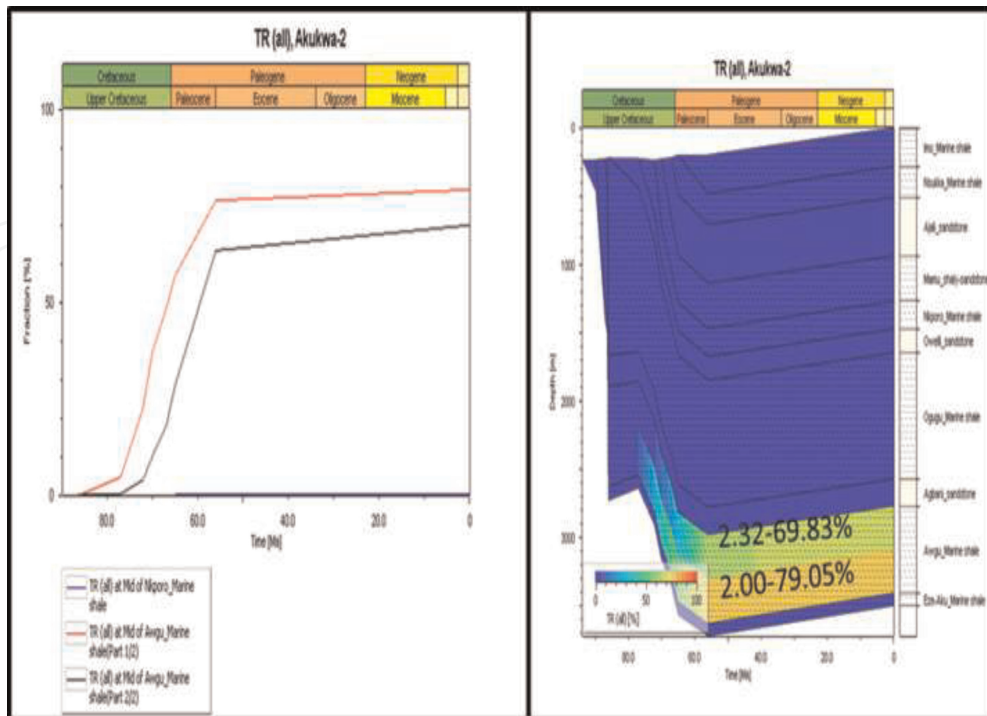 TR (all), Akukwa-2
Cretaceous Paleogene Neogene
Upper Cretaceous Paleocene Eocene Oligocene Miocene
100
50
0
Fraction [%]
80.0 60.0 40.0 20.0 0
Time [Ma]
TR (all) at Mid of Nkporo_Marine
shale
TR (all) at Mid of Awgu_Marine
shale(Part 1/2)
TR (all) at Mid of Awgu_Marine
shale(Part 2/2)
TR (all), Akukwa-2
Cretaceous Paleogene Neogene
Upper Cretaceous Paleocene Eocene Oligocene Miocene
0
1000
2000
3000
Depth [m]
Imo_Marine shale
Nsukka_Marine shale
Ajali_sandstone
Mamu_shaly-sandstone
Nkporo_Marine shale
Owelli_sandstone
Ogugu_Marine shale
Agbani_sandstone
Awgu_Marine shale
Eze-Aku_Marine shale
2.32-69.83%
2.00-79.05%
0 50 100
TR (all) [%]
80.0 60.0 40.0 20.0 0
Time [Ma]